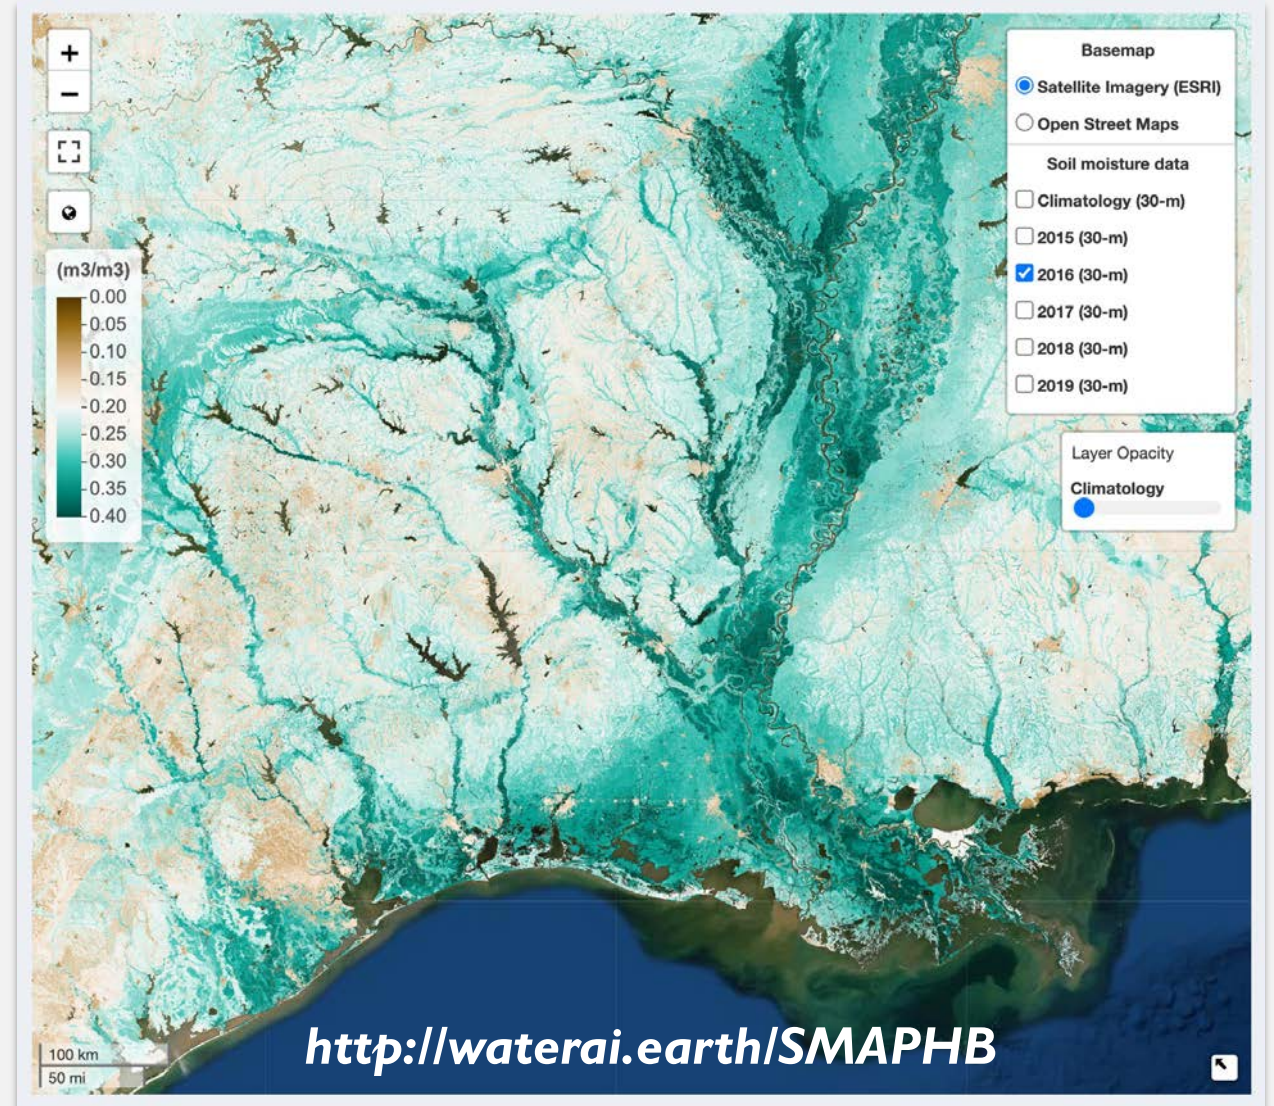 +
−
(m3/m3)
0.00
0.05
0.10
0.15
0.20
0.25
0.30
0.35
0.40
Basemap
Satellite Imagery (ESRI)
Open Street Maps
Soil moisture data
Climatology (30-m)
2015 (30-m)
2016 (30-m)
2017 (30-m)
2018 (30-m)
2019 (30-m)
Layer Opacity
Climatology
http://waterai.earth/SMAPHB
100 km
50 mi